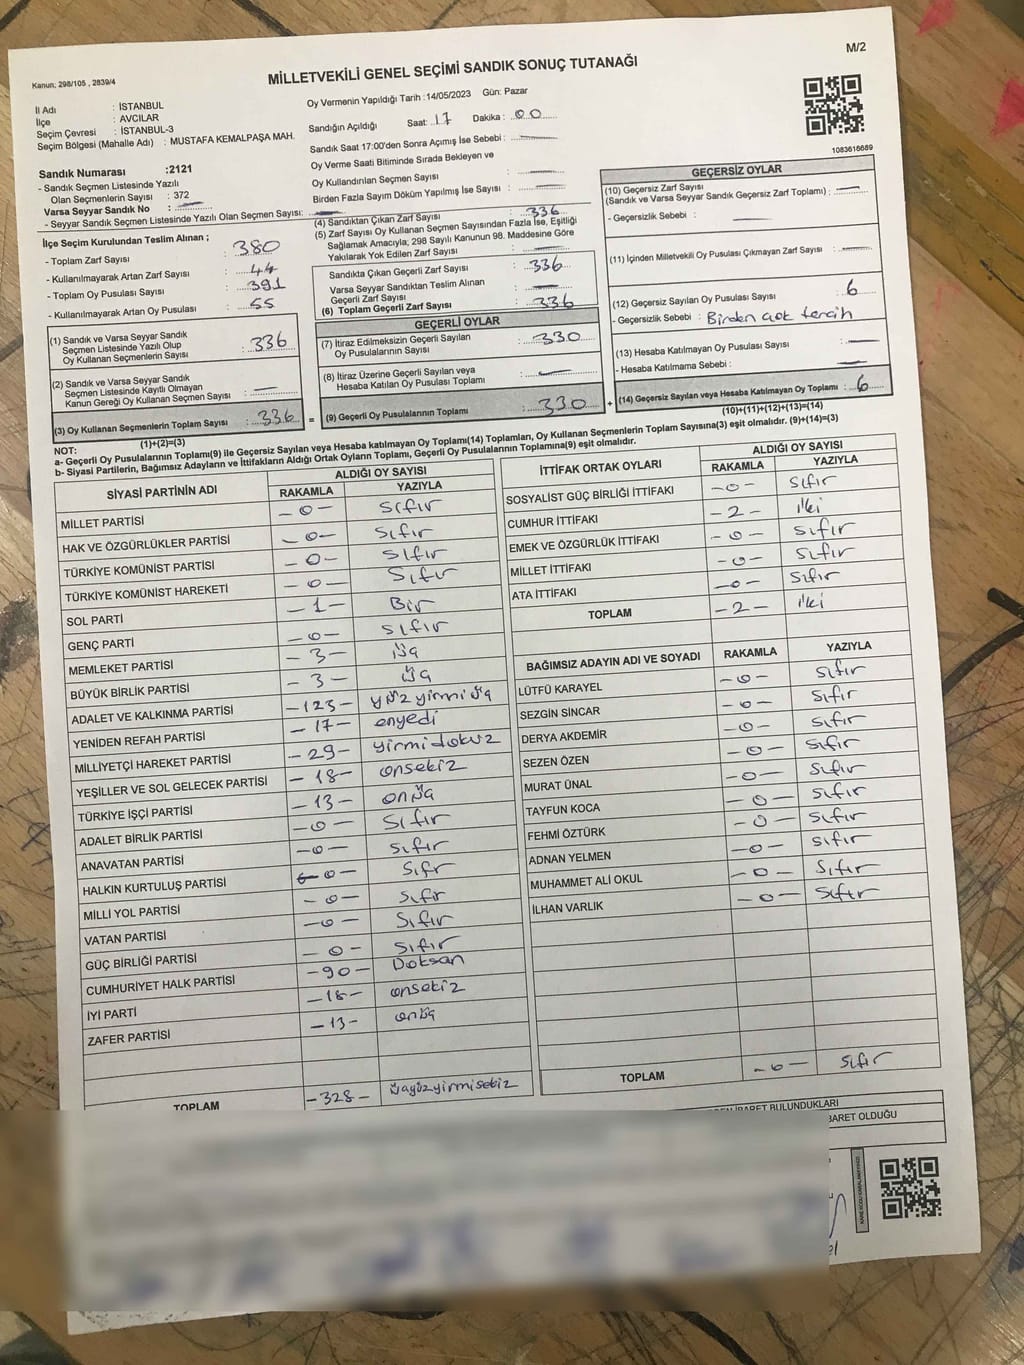 M/2
Kanun; 298/105 , 2839/4
MİLLETVEKİLİ GENEL SEÇİMİ SANDIK SONUÇ TUTANAĞI
İl Adı : İSTANBUL
İlçe : AVCILAR
Seçim Çevresi : İSTANBUL-3
Seçim Bölgesi (Mahalle Adı) : MUSTAFA KEMALPAŞA MAH.
Sandık Numarası :2121
- Sandık Seçmen Listesinde Yazılı
Olan Seçmenlerin Sayısı : 372
Varsa Seyyar Sandık No : —
- Seyyar Sandık Seçmen Listesinde Yazılı Olan Seçmen Sayısı: —
Oy Vermenin Yapıldığı Tarih :14/05/2023 Gün: Pazar
Sandığın Açıldığı Saat: 17 Dakika : 00
Sandık Saat 17:00'den Sonra Açımış İse Sebebi : —
Oy Verme Saati Bitiminde Sırada Bekleyen ve
Oy Kullandırılan Seçmen Sayısı : —
Birden Fazla Sayım Döküm Yapılmış İse Sayısı : —
1083616689
İlçe Seçim Kurulundan Teslim Alınan ;
- Toplam Zarf Sayısı : 380
- Kullanılmayarak Artan Zarf Sayısı : 44
- Toplam Oy Pusulası Sayısı : 391
- Kullanılmayarak Artan Oy Pusulası : 55
(1) Sandık ve Varsa Seyyar Sandık
Seçmen Listesinde Yazılı Olup
Oy Kullanan Seçmenlerin Sayısı : 336
(2) Sandık ve Varsa Seyyar Sandık
Seçmen Listesinde Kayıtlı Olmayan
Kanun Gereği Oy Kullanan Seçmen Sayısı : —
(3) Oy Kullanan Seçmenlerin Toplam Sayısı : 336 =
(1)+(2)=(3)
(4) Sandıktan Çıkan Zarf Sayısı : 336
(5) Zarf Sayısı Oy Kullanan Seçmen Sayısından Fazla İse, Eşitliği
Sağlamak Amacıyla; 298 Sayılı Kanunun 98. Maddesine Göre
Yakılarak Yok Edilen Zarf Sayısı : —
Sandıkta Çıkan Geçerli Zarf Sayısı : 336
Varsa Seyyar Sandıktan Teslim Alınan
Geçerli Zarf Sayısı : —
(6) Toplam Geçerli Zarf Sayısı : 336
GEÇERLİ OYLAR
(7) İtiraz Edilmeksizin Geçerli Sayılan
Oy Pusulalarının Sayısı : 330
(8) İtiraz Üzerine Geçerli Sayılan veya
Hesaba Katılan Oy Pusulası Toplamı : —
(9) Geçerli Oy Pusulalarının Toplamı : 330 +
GEÇERSİZ OYLAR
(10) Geçersiz Zarf Sayısı
(Sandık ve Varsa Seyyar Sandık Geçersiz Zarf Toplamı) : —
- Geçersizlik Sebebi : —
(11) İçinden Milletvekili Oy Pusulası Çıkmayan Zarf Sayısı : —
(12) Geçersiz Sayılan Oy Pusulası Sayısı : 6
- Geçersizlik Sebebi : Birden çok tercih
(13) Hesaba Katılmayan Oy Pusulası Sayısı : —
- Hesaba Katılmama Sebebi : —
(14) Geçersiz Sayılan veya Hesaba Katılmayan Oy Toplamı : 6
(10)+(11)+(12)+(13)=(14)
NOT:
a- Geçerli Oy Pusulalarının Toplamı(9) ile Geçersiz Sayılan veya Hesaba katılmayan Oy Toplamı(14) Toplamları, Oy Kullanan Seçmenlerin Toplam Sayısına(3) eşit olmalıdır. (9)+(14)=(3)
b- Siyasi Partilerin, Bağımsız Adayların ve İttifakların Aldığı Ortak Oyların Toplamı, Geçerli Oy Pusulalarının Toplamına(9) eşit olmalıdır.
SİYASİ PARTİNİN ADI ALDIĞI OY SAYISI
RAKAMLA YAZIYLA
MİLLET PARTİSİ -0- sıfır
HAK VE ÖZGÜRLÜKLER PARTİSİ -0- sıfır
TÜRKİYE KOMÜNİST PARTİSİ -0- sıfır
TÜRKİYE KOMÜNİST HAREKETİ -0- sıfır
SOL PARTİ -1- Bir
GENÇ PARTİ -0- sıfır
MEMLEKET PARTİSİ -3- üç
BÜYÜK BİRLİK PARTİSİ -3- üç
ADALET VE KALKINMA PARTİSİ -123- yüz yirmi üç
YENİDEN REFAH PARTİSİ -17- onyedi
MİLLİYETÇİ HAREKET PARTİSİ -29- yirmidokuz
YEŞİLLER VE SOL GELECEK PARTİSİ -18- onsekiz
TÜRKİYE İŞÇİ PARTİSİ -13- onüç
ADALET BİRLİK PARTİSİ -0- sıfır
ANAVATAN PARTİSİ -0- sıfır
HALKIN KURTULUŞ PARTİSİ -0- sıfır
MİLLİ YOL PARTİSİ -0- sıfır
VATAN PARTİSİ -0- sıfır
GÜÇ BİRLİĞİ PARTİSİ -0- sıfır
CUMHURİYET HALK PARTİSİ -90- Doksan
İYİ PARTİ -18- onsekiz
ZAFER PARTİSİ -13- onüç
TOPLAM -328- üçyüzyirmisekiz
İTTİFAK ORTAK OYLARI ALDIĞI OY SAYISI
RAKAMLA YAZIYLA
SOSYALİST GÜÇ BİRLİĞİ İTTİFAKI -0- sıfır
CUMHUR İTTİFAKI -2- iki
EMEK VE ÖZGÜRLÜK İTTİFAKI -0- sıfır
MİLLET İTTİFAKI -0- sıfır
ATA İTTİFAKI -0- sıfır
TOPLAM -2- iki
BAĞIMSIZ ADAYIN ADI VE SOYADI RAKAMLA YAZIYLA
LÜTFÜ KARAYEL -0- sıfır
SEZGİN SİNCAR -0- sıfır
DERYA AKDEMİR -0- sıfır
SEZEN ÖZEN -0- sıfır
MURAT ÜNAL -0- sıfır
TAYFUN KOCA -0- sıfır
FEHMİ ÖZTÜRK -0- sıfır
ADNAN YELMEN -0- sıfır
MUHAMMET ALİ OKUL -0- sıfır
İLHAN VARLIK -0- sıfır
TOPLAM -0- sıfır
BULUNDUKLARI
OLDUĞU